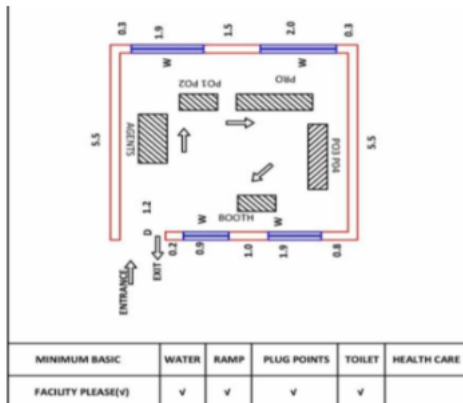 0.3
1.9
1.5
2.0
0.3
W
W
PO1 PO2
PRO
5.5
AGENTS
PO3 PO4
5.5
1.2
D
W
BOOTH
W
0.2
0.9
1.0
1.9
0.8
ENTRANCE
EXIT
MINIMUM BASIC WATER RAMP PLUG POINTS TOILET HEALTH CARE
FACILITY PLEASE(√) √ √ √ √